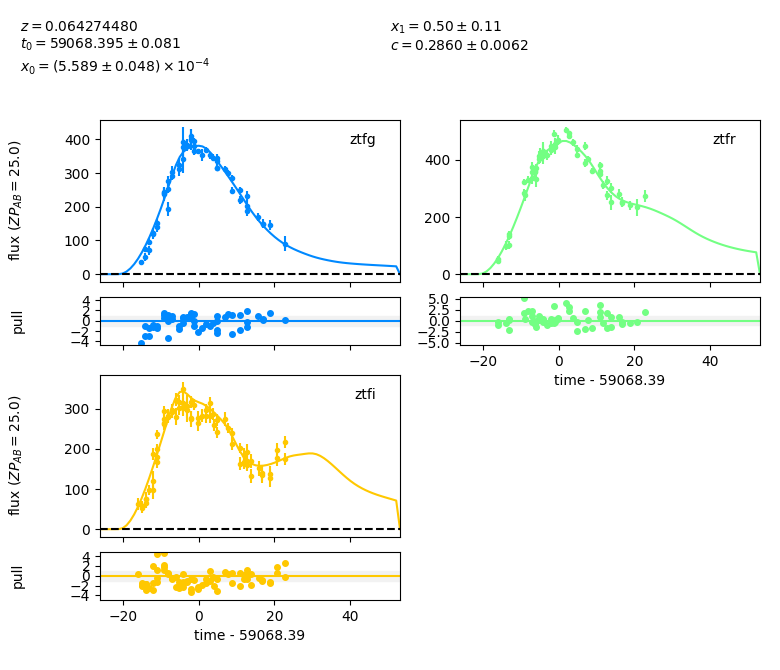 z = 0.064274480
t₀ = 59068.395 ± 0.081
x₀ = (5.589 ± 0.048) × 10⁻⁴
x₁ = 0.50 ± 0.11
c = 0.2860 ± 0.0062
flux (ZP_AB = 25.0)
400
300
200
100
0
ztfg
400
200
0
ztfr
pull
4
2
0
−2
−4
5.0
2.5
0.0
−2.5
−5.0
−20
0
20
40
time - 59068.39
flux (ZP_AB = 25.0)
300
200
100
0
ztfi
pull
4
2
0
−2
−4
−20
0
20
40
time - 59068.39